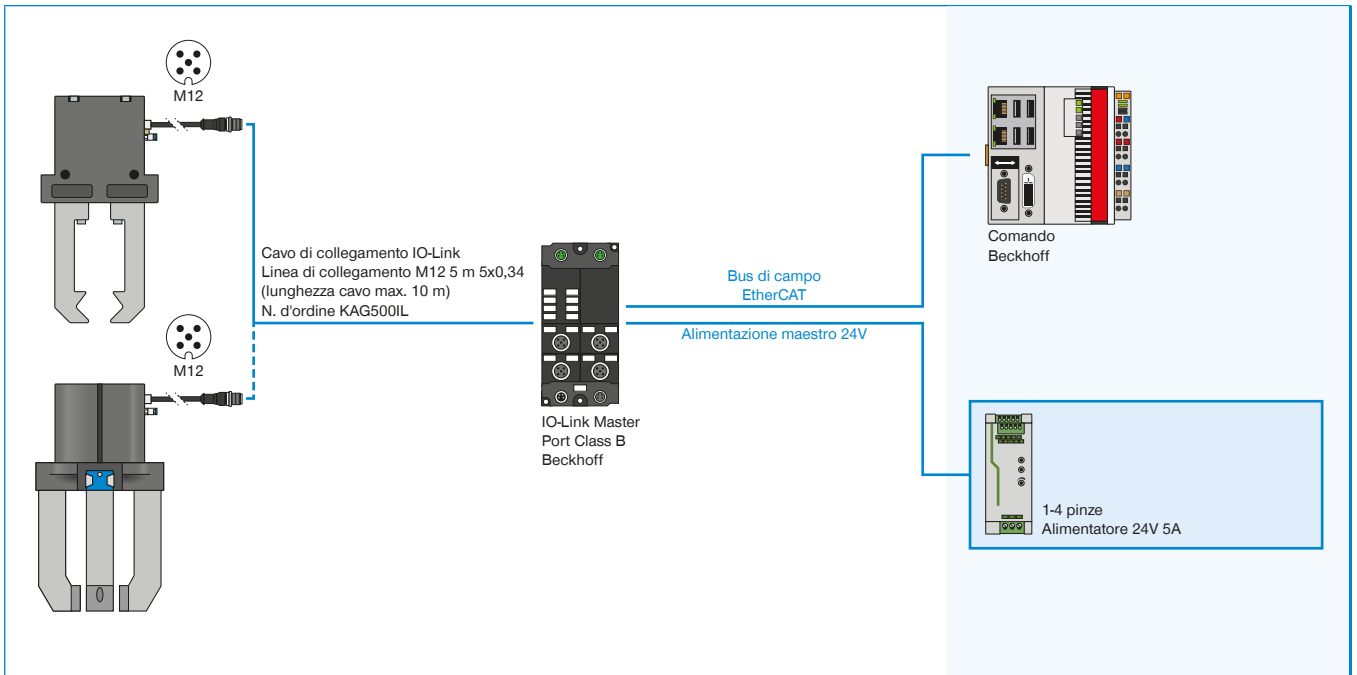 M12
Cavo di collegamento IO-Link
Linea di collegamento M12 5 m 5x0,34
(lunghezza cavo max. 10 m)
N. d'ordine KAG500IL
M12
IO-Link Master
Port Class B
Beckhoff
Bus di campo
EtherCAT
Alimentazione maestro 24V
Comando
Beckhoff
1-4 pinze
Alimentatore 24V 5A